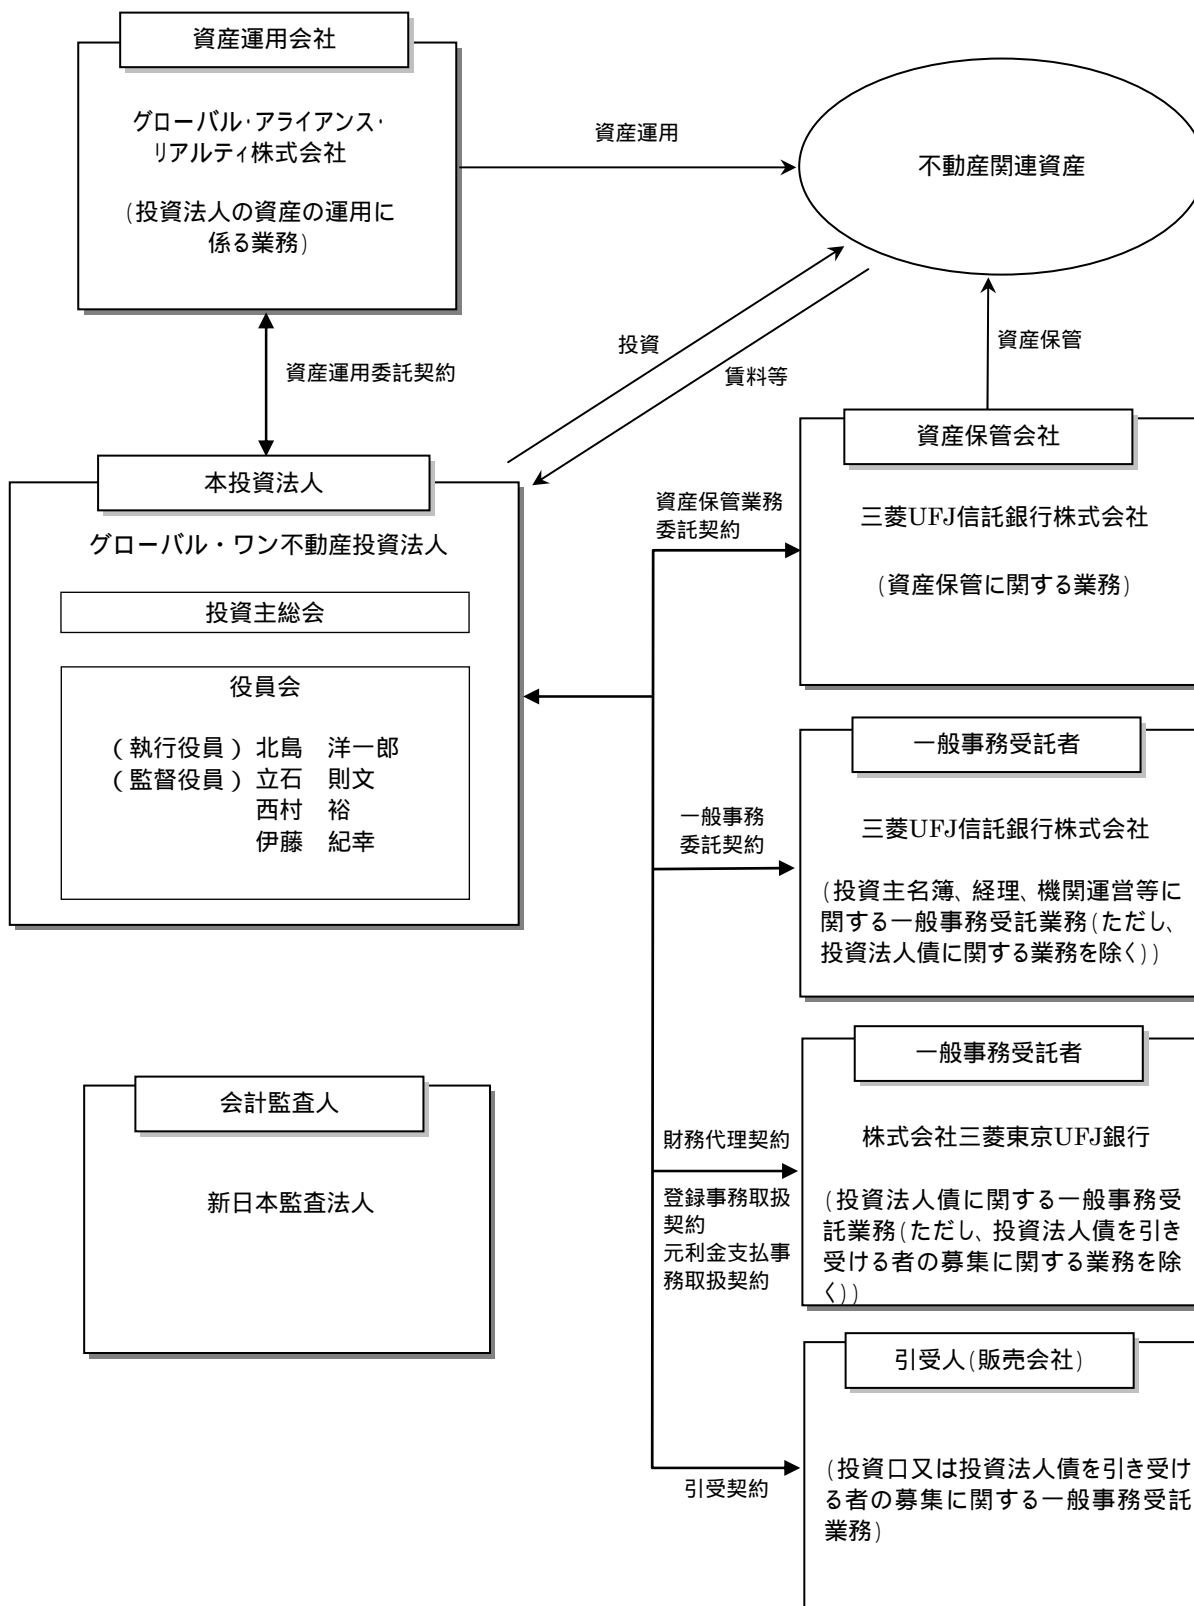 資産運用会社
グローバル・アライアンス・
リアルティ株式会社
(投資法人の資産の運用に
係る業務)
資産運用
不動産関連資産
資産運用委託契約
投資
賃料等
資産保管
本投資法人
グローバル・ワン不動産投資法人
投資主総会
役員会
(執行役員) 北島 洋一郎
(監督役員) 立石 則文
西村 裕
伊藤 紀幸
資産保管業務
委託契約
資産保管会社
三菱UFJ信託銀行株式会社
(資産保管に関する業務)
一般事務
委託契約
一般事務受託者
三菱UFJ信託銀行株式会社
(投資主名簿、経理、機関運営等に
関する一般事務受託業務(ただし、
投資法人債に関する業務を除く))
財務代理契約
登録事務取扱
契約
元利金支払事
務取扱契約
一般事務受託者
株式会社三菱東京UFJ銀行
(投資法人債に関する一般事務受
託業務(ただし、投資法人債を引き
受ける者の募集に関する業務を除
く))
会計監査人
新日本監査法人
引受契約
引受人(販売会社)
(投資口又は投資法人債を引き受け
る者の募集に関する一般事務受託
業務)